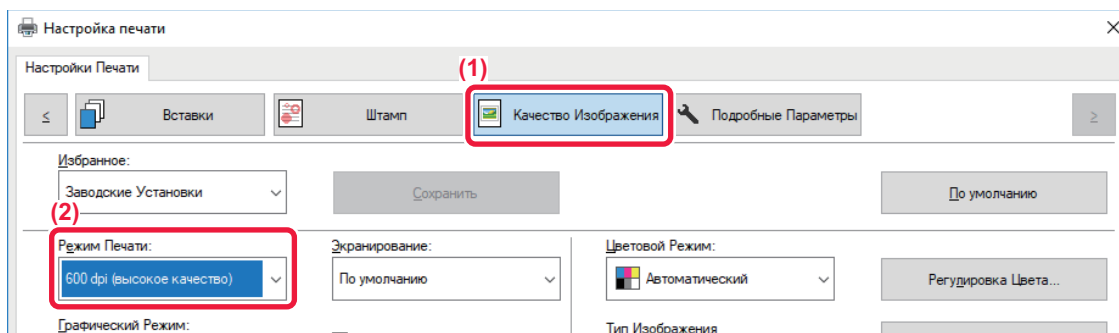 Настройка печати
Настройки Печати
(1)
<
Вставки
Штамп
Качество Изображения
Подробные Параметры
>
Избранное:
Заводские Установки
Сохранить
По умолчанию
(2)
Режим Печати:
Экранирование:
Цветовой Режим:
600 dpi (высокое качество)
По умолчанию
Автоматический
Регулировка Цвета...
Графический Режим:
Тип Изображения